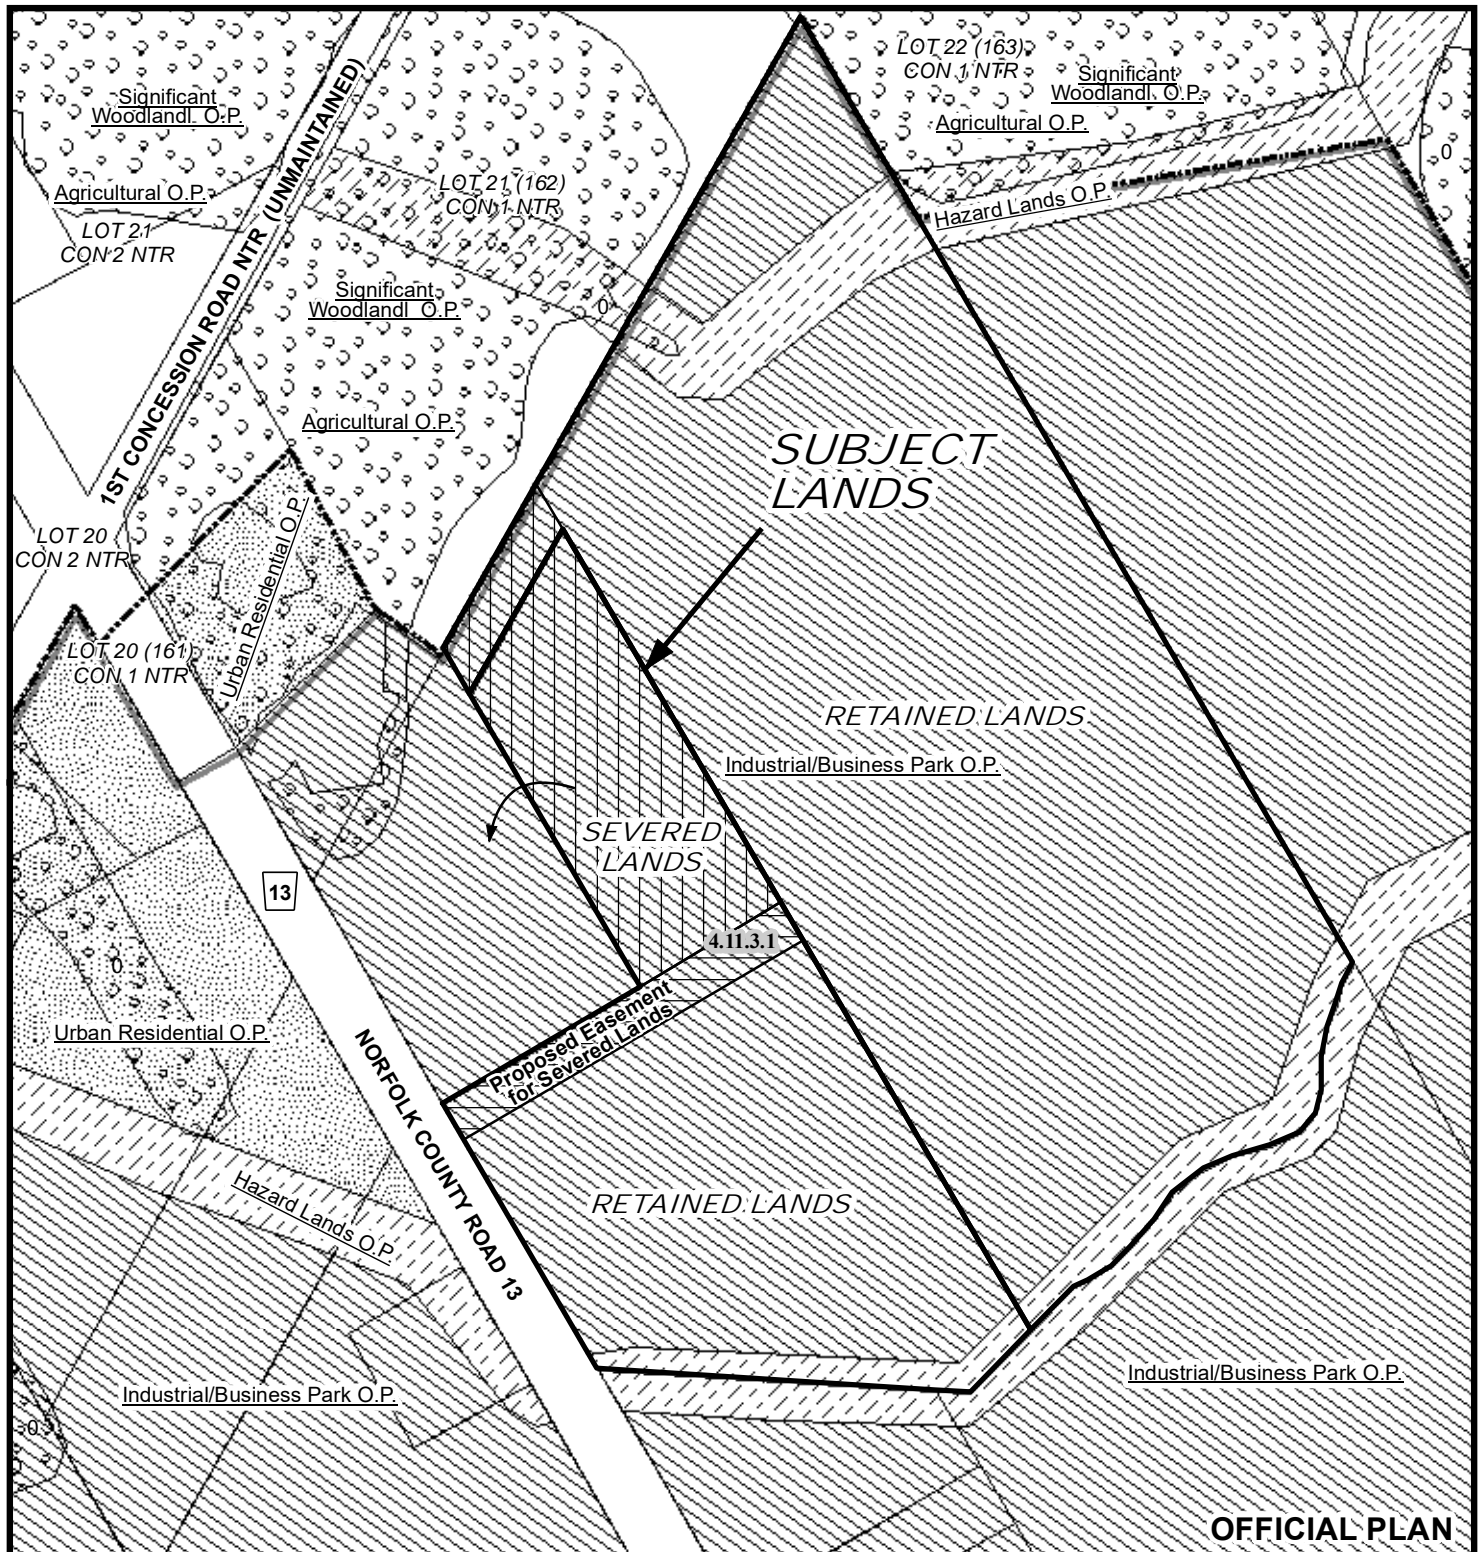 LOT 22 (163)
CON 1 NTR
Significant
Woodlandl O.P.
Agricultural O.P.
Significant
Woodlandl O.P.
Agricultural O.P.
LOT 21
CON 2 NTR
1ST CONCESSION ROAD NTR (UNMAINTAINED)
LOT 21 (162)
CON 1 NTR
0
Hazard Lands O.P.
Significant
Woodlandl O.P.
0
Agricultural O.P.
SUBJECT
LANDS
LOT 20
CON 2 NTR
Urban Residential O.P.
LOT 20 (161)
CON 1 NTR
RETAINED LANDS
Industrial/Business Park O.P.
SEVERED
LANDS
13
4.11.3.1
0
Proposed Easement
for Severed Lands
Urban Residential O.P.
NORFOLK COUNTY ROAD 13
Hazard Lands O.P.
RETAINED LANDS
Industrial/Business Park O.P.
Industrial/Business Park O.P.
0
OFFICIAL PLAN